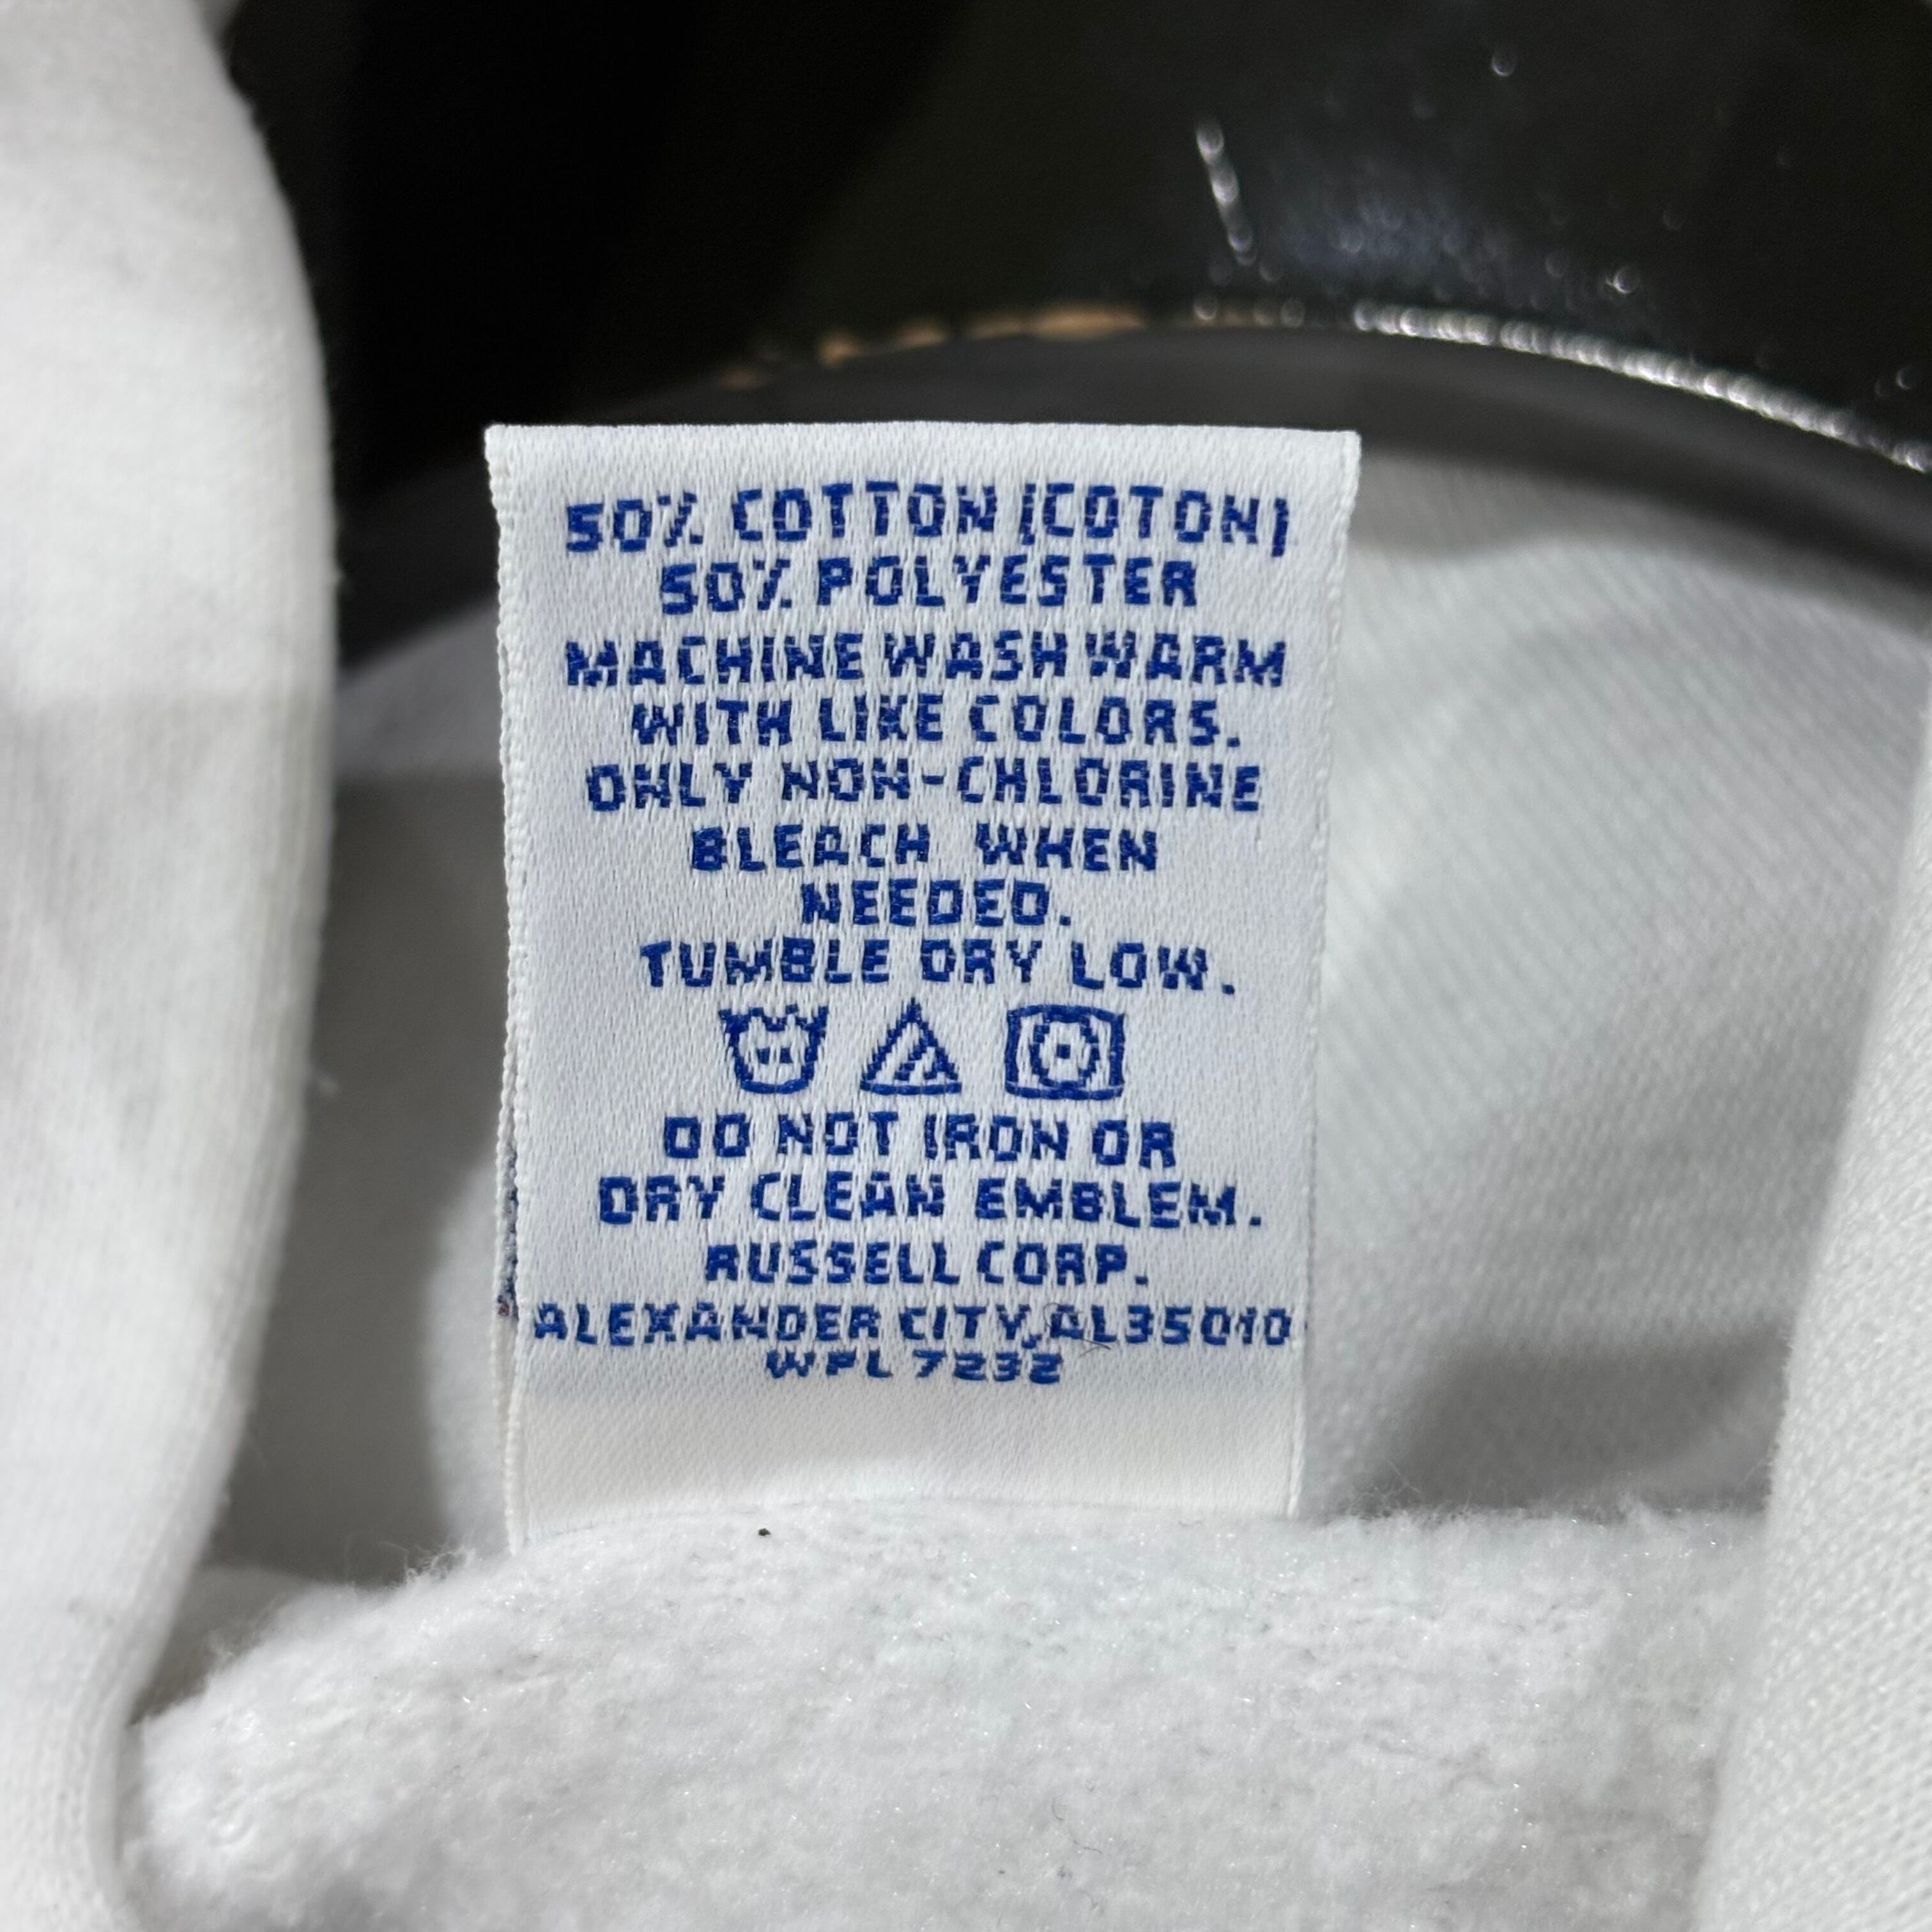 50% COTTON (COTON)
50% POLYESTER
MACHINE WASH WARM
WITH LIKE COLORS.
ONLY NON-CHLORINE
BLEACH WHEN
NEEDED.
TUMBLE DRY LOW.
DO NOT IRON OR
DRY CLEAN EMBLEM.
RUSSELL CORP.
ALEXANDER CITY, AL 35010
WPL 7232